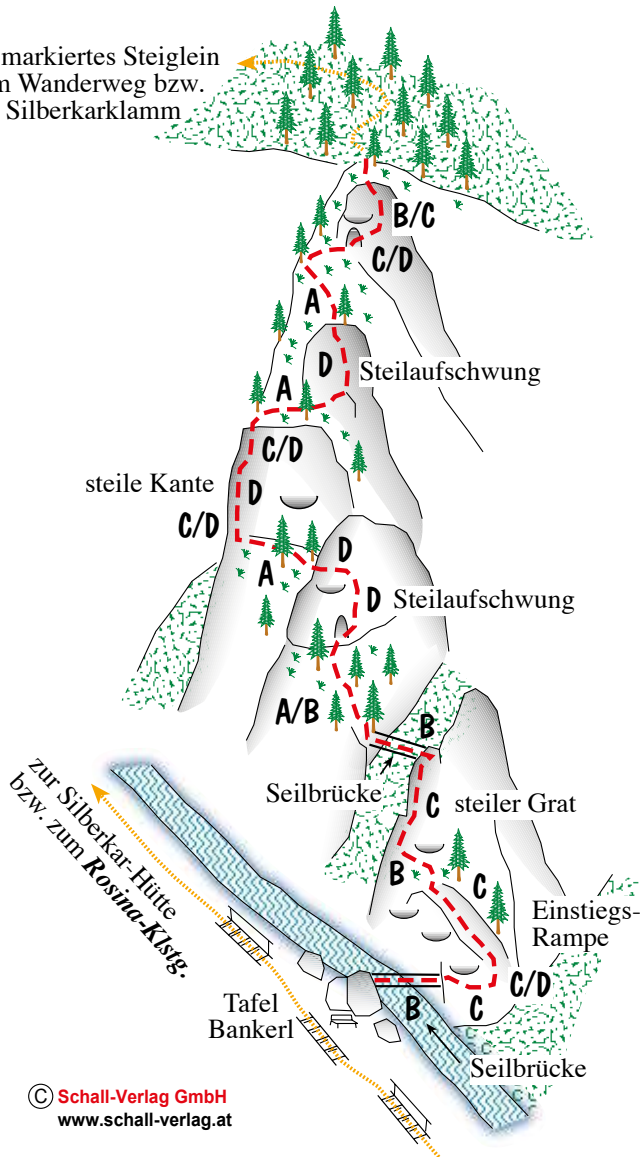 markiertes Steiglein
Wanderweg bzw.
Silberkarklamm
B/C
C/D
A
D
Steilaufschwung
A
C/D
steile Kante
D
C/D
D
A
D
Steilaufschwung
A/B
B
Seilbrücke
C
steiler Grat
B
C
zur Silberkar-Hütte
bzw. zum Rosina-Klstg.
Einstiegs-
Rampe
C/D
C
B
Tafel
Bankerl
Seilbrücke
© Schall-Verlag GmbH
www.schall-verlag.at